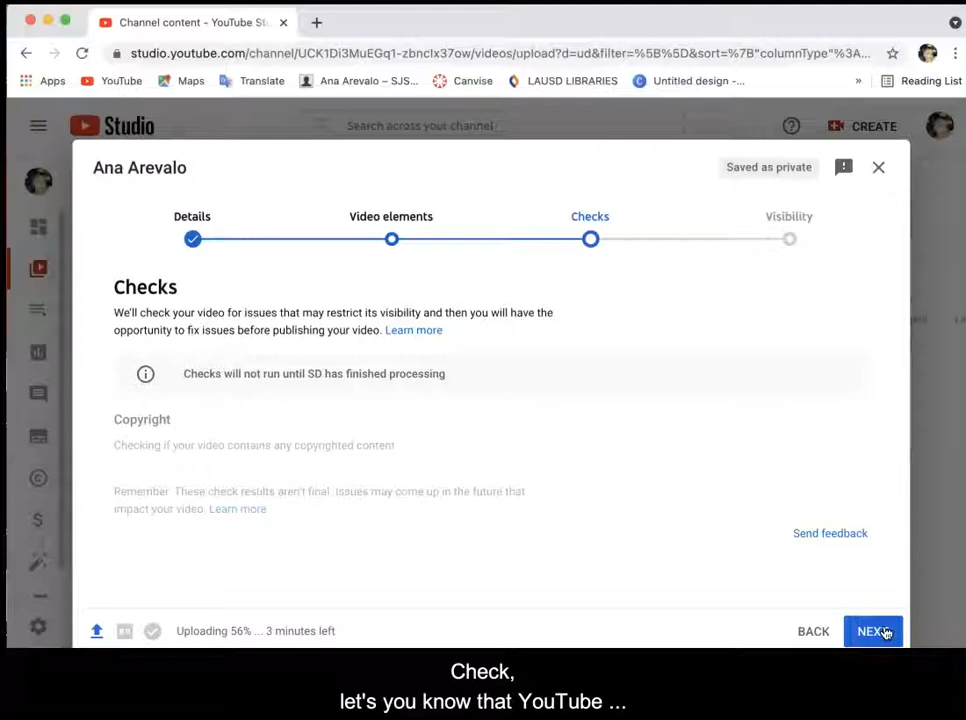 Channel content - YouTube St
studio.youtube.com/channel/UCK1Di3MuEGq1-zbncIx37ow/videos/upload?d=ud&filter=%5B%5D&sort=%7B"columnType"%3A...
Apps YouTube Maps Translate Ana Arevalo – SJS... Canvise LAUSD LIBRARIES Untitled design -... » Reading List
Studio Search across your channel CREATE
Ana Arevalo Saved as private
Details Video elements Checks Visibility
Checks
We'll check your video for issues that may restrict its visibility and then you will have the
opportunity to fix issues before publishing your video. Learn more
Checks will not run until SD has finished processing
Copyright
Checking if your video contains any copyrighted content
Remember: These check results aren't final. Issues may come up in the future that
impact your video. Learn more
Send feedback
Uploading 56% ... 3 minutes left BACK NEXT
Check,
let's you know that YouTube ...